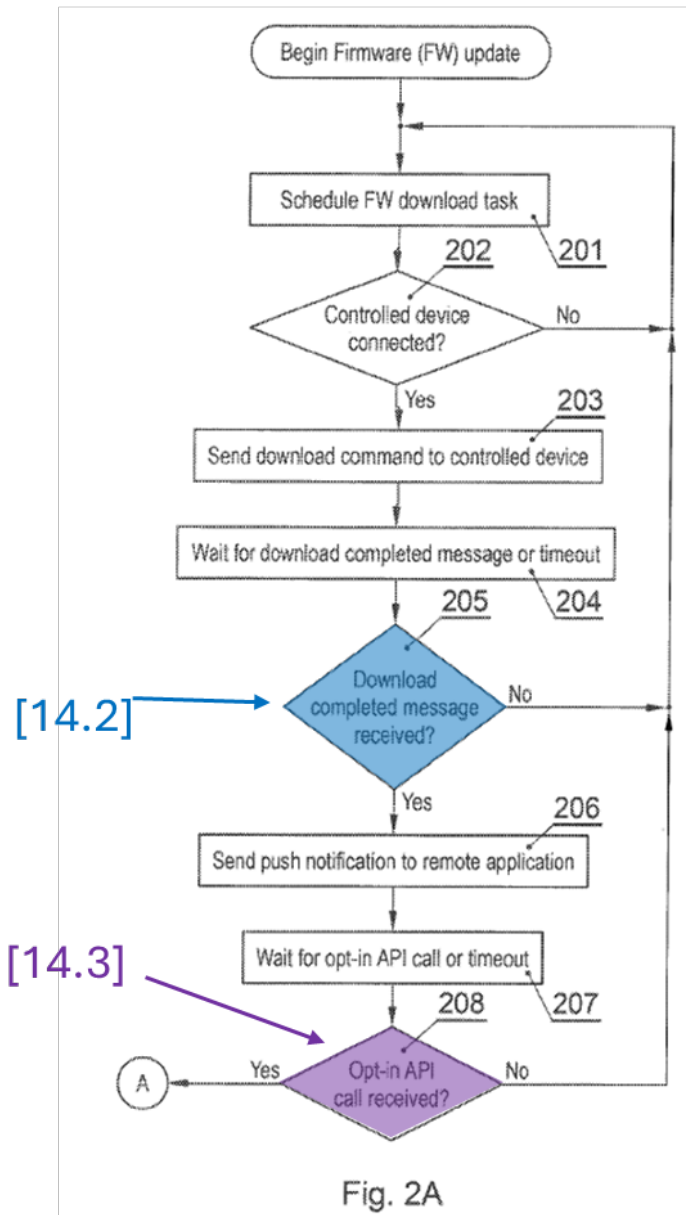 Begin Firmware (FW) update
Schedule FW download task
201
202
Controlled device
connected?
No
Yes
203
Send download command to controlled device
Wait for download completed message or timeout
204
205
[14.2]
Download
completed message
received?
No
Yes
206
Send push notification to remote application
[14.3]
Wait for opt-in API call or timeout
207
208
A
Yes
Opt-in API
call received?
No
Fig. 2A